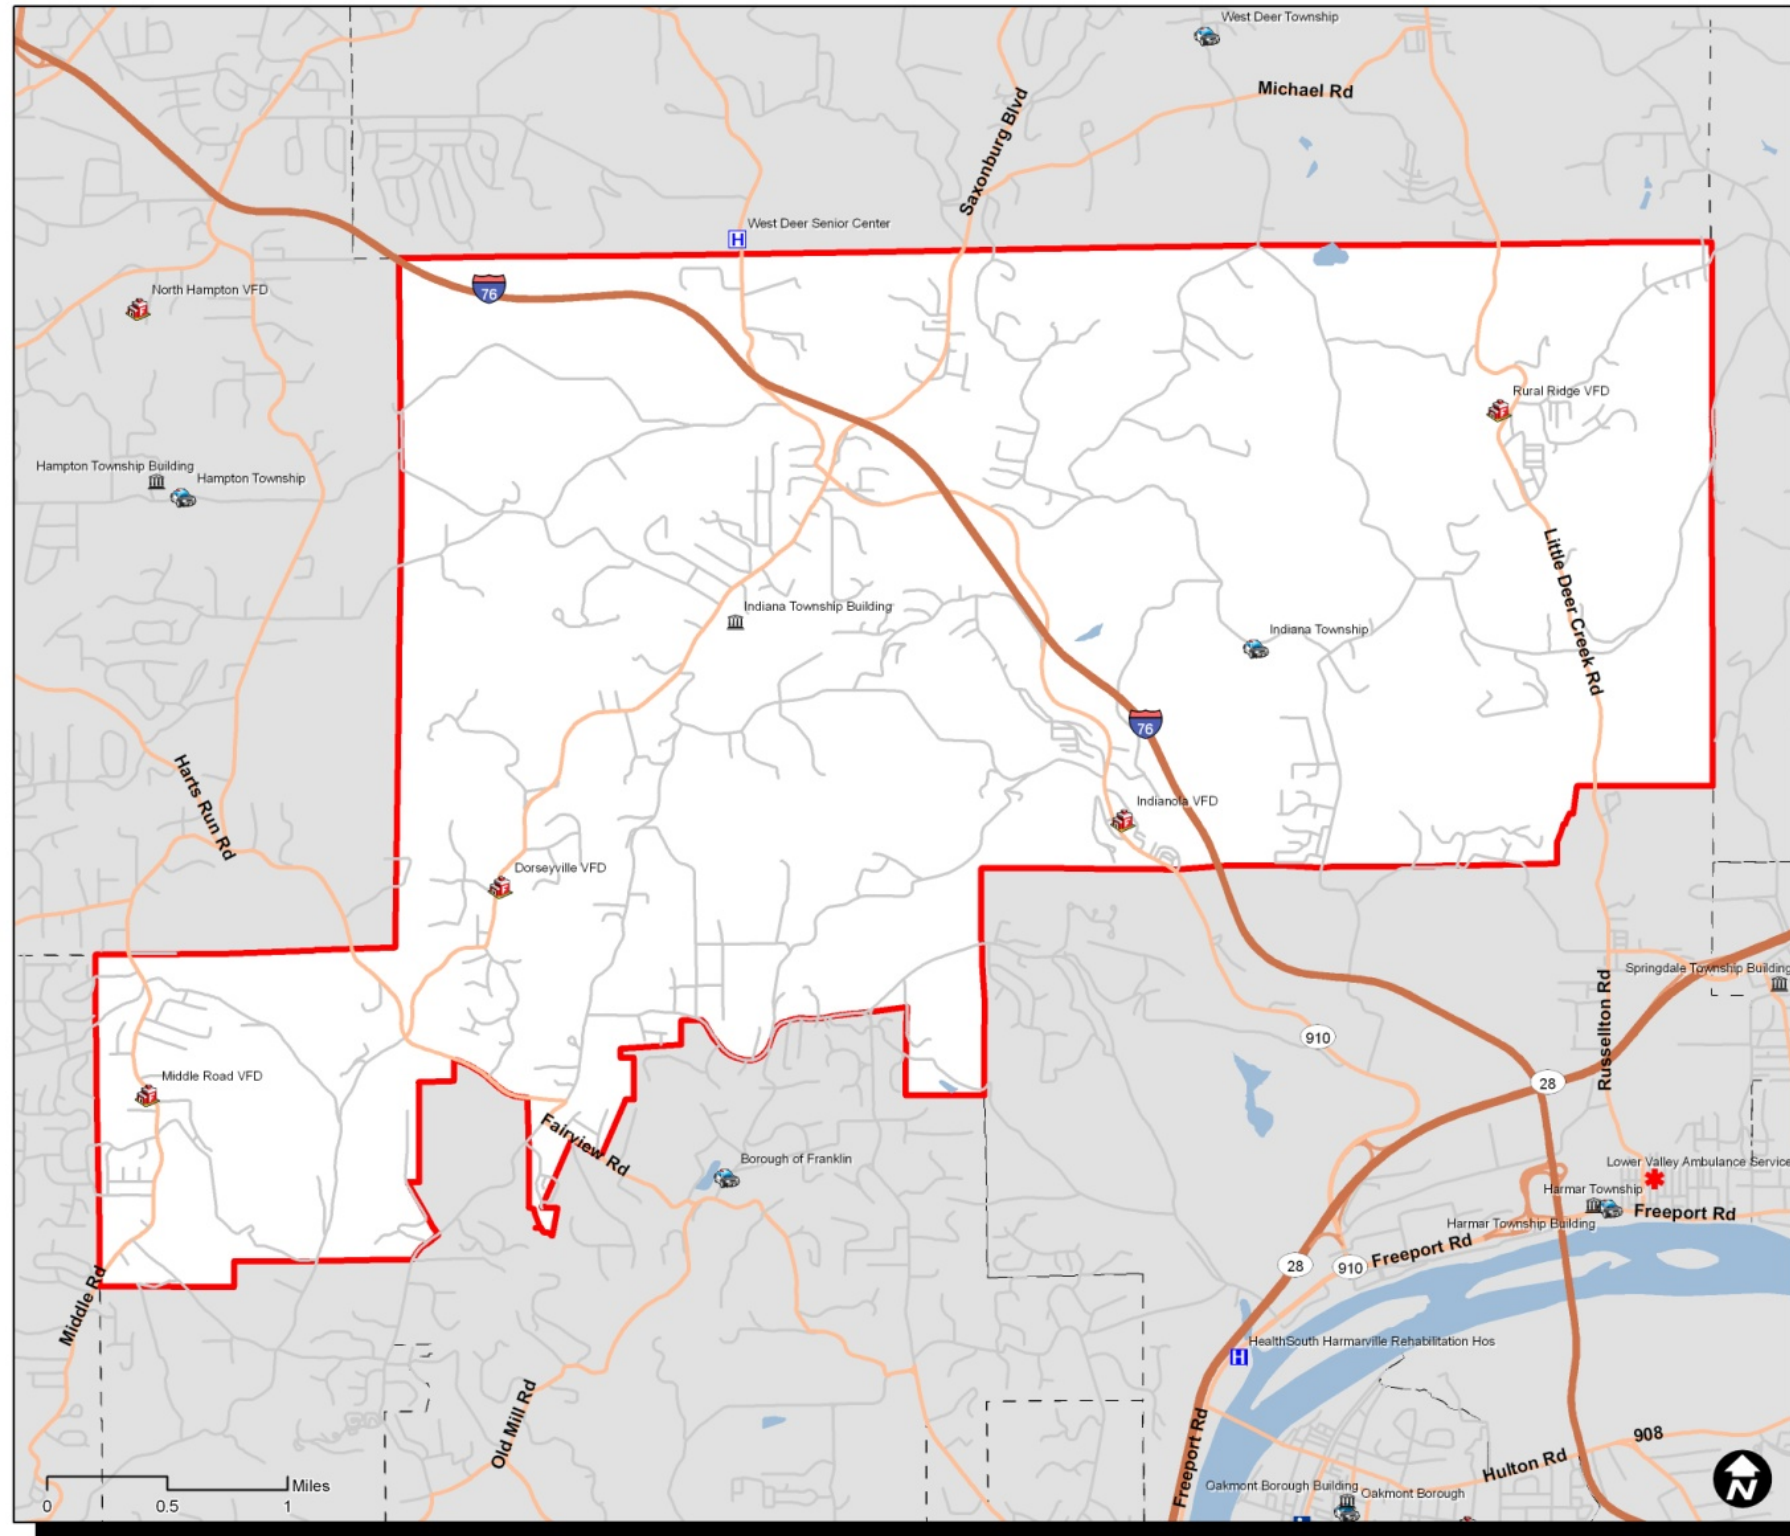 West Deer Township
Michael Rd
Saxonburg Blvd
West Deer Senior Center
H
76
North Hampton VFD
Rural Ridge VFD
Hampton Township Building
Hampton Township
Little Deer Creek Rd
Indiana Township Building
Indiana Township
76
Harts Run Rd
Indianola VFD
Dorseyville VFD
Springdale Township Building
Russellton Rd
910
Middle Road VFD
28
Fairview Rd
Borough of Franklin
Lower Valley Ambulance Service
Harmar Township
Freeport Rd
Harmar Township Building
Freeport Rd
28
910
Middle Rd
HealthSouth Harmarville Rehabilitation Hos
H
Old Mill Rd
Freeport Rd
908
Hulton Rd
Oakmont Borough Building
Oakmont Borough
Miles
0 0.5 1
N